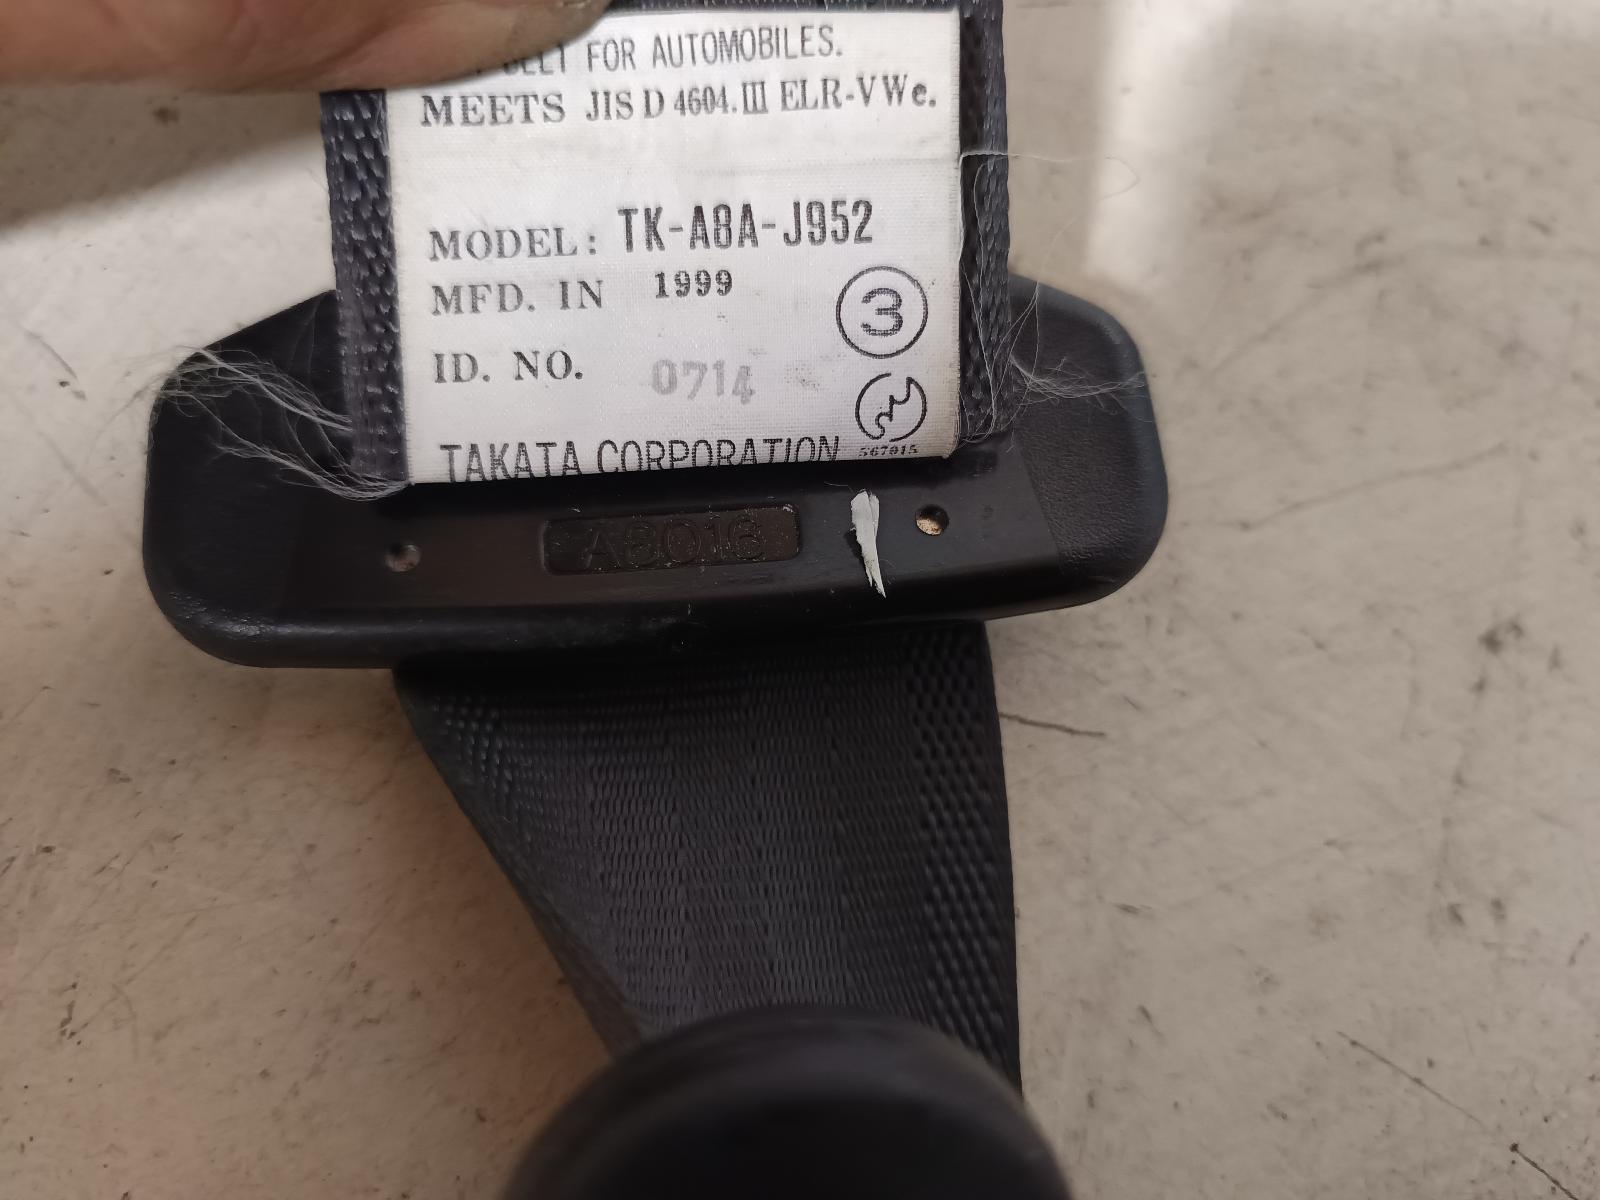 BELT FOR AUTOMOBILES.
MEETS JIS D 4604.III ELR-VWe.
MODEL: TK-A8A-J952
MFD. IN 1999
3
ID. NO. 0714
TAKATA CORPORATION
567015
A8016